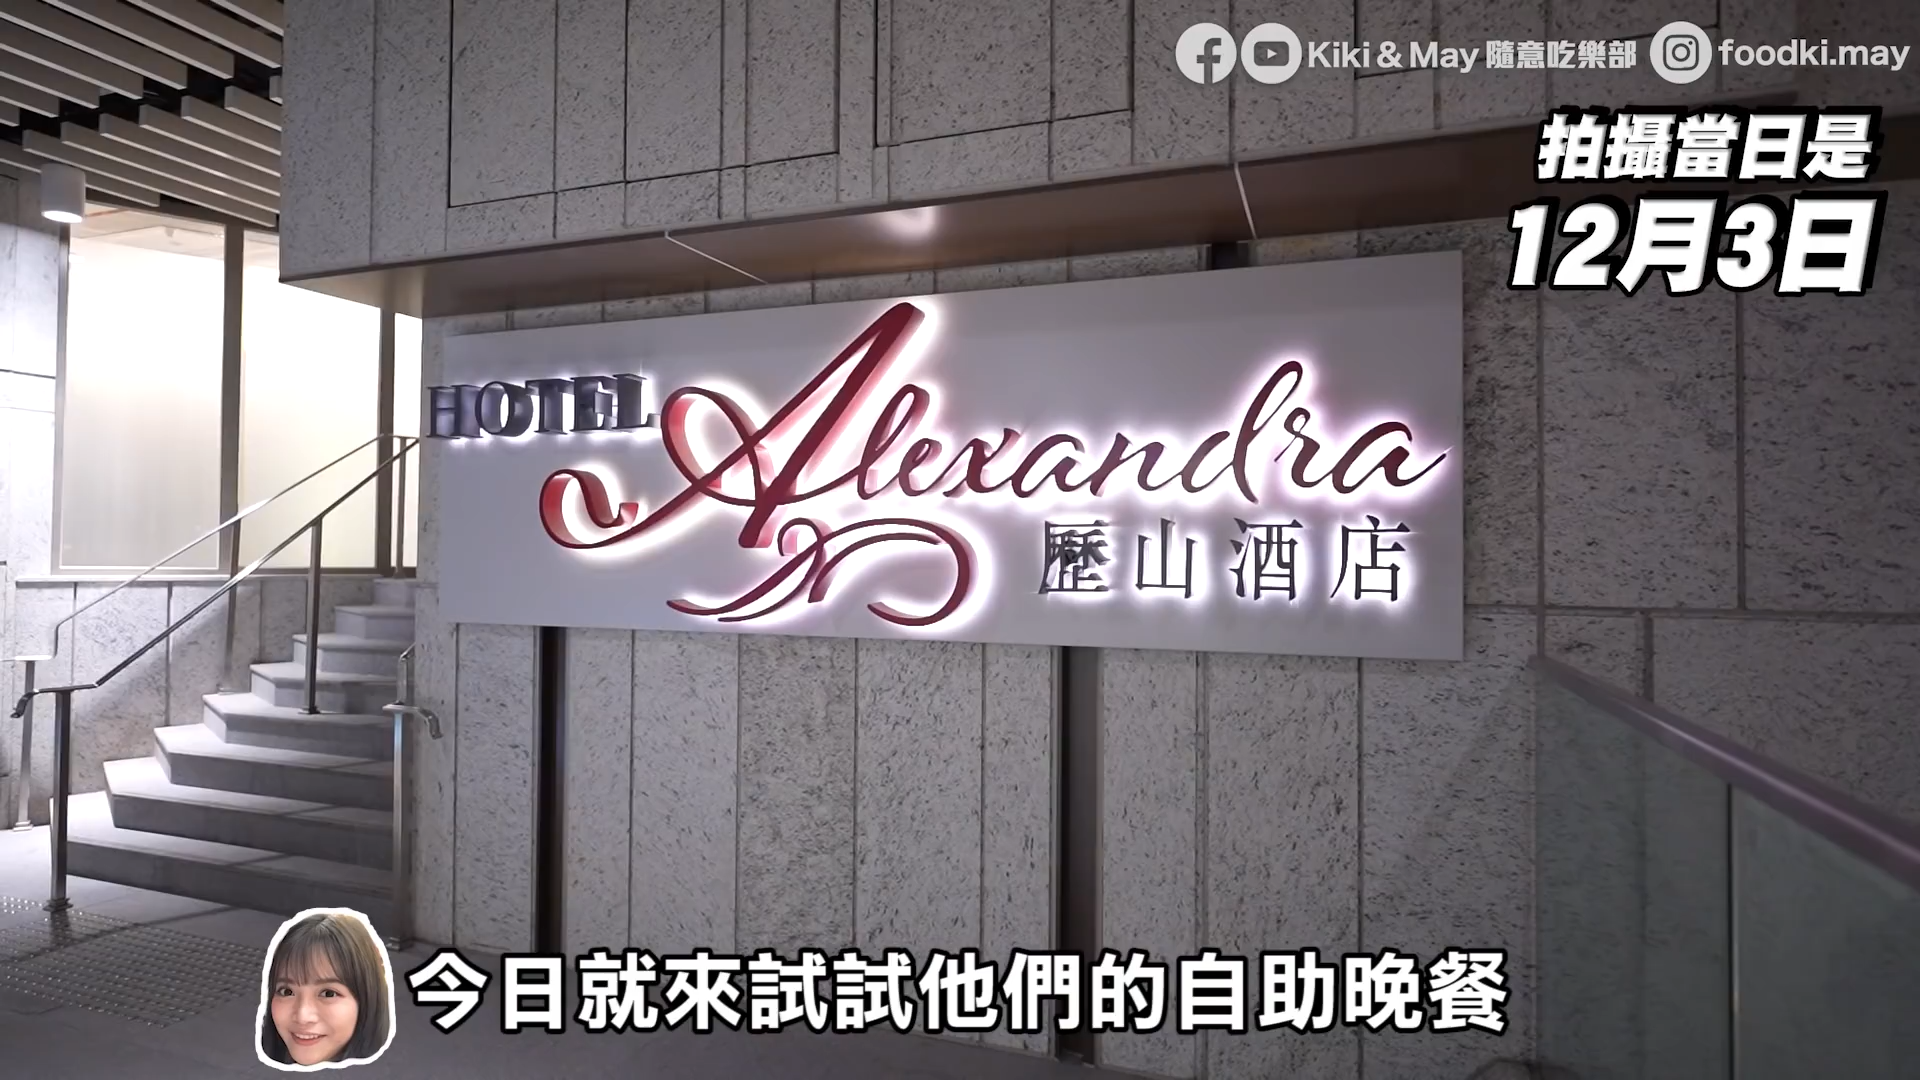 Kiki & May 隨意吃樂部 foodki.may
拍攝當日是
12月3日
HOTEL Alexandra
歷山酒店
今日就來試試他們的自助晚餐